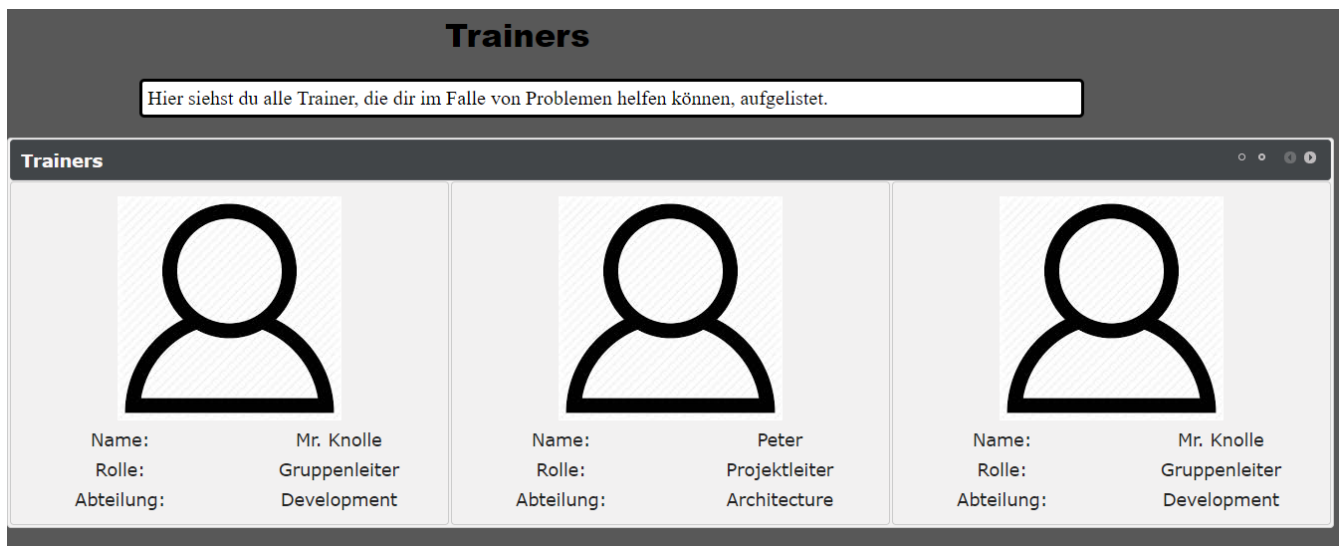 Trainers
Hier siehst du alle Trainer, die dir im Falle von Problemen helfen können, aufgelistet.
Trainers
Name: Mr. Knolle
Rolle: Gruppenleiter
Abteilung: Development
Name: Peter
Rolle: Projektleiter
Abteilung: Architecture
Name: Mr. Knolle
Rolle: Gruppenleiter
Abteilung: Development